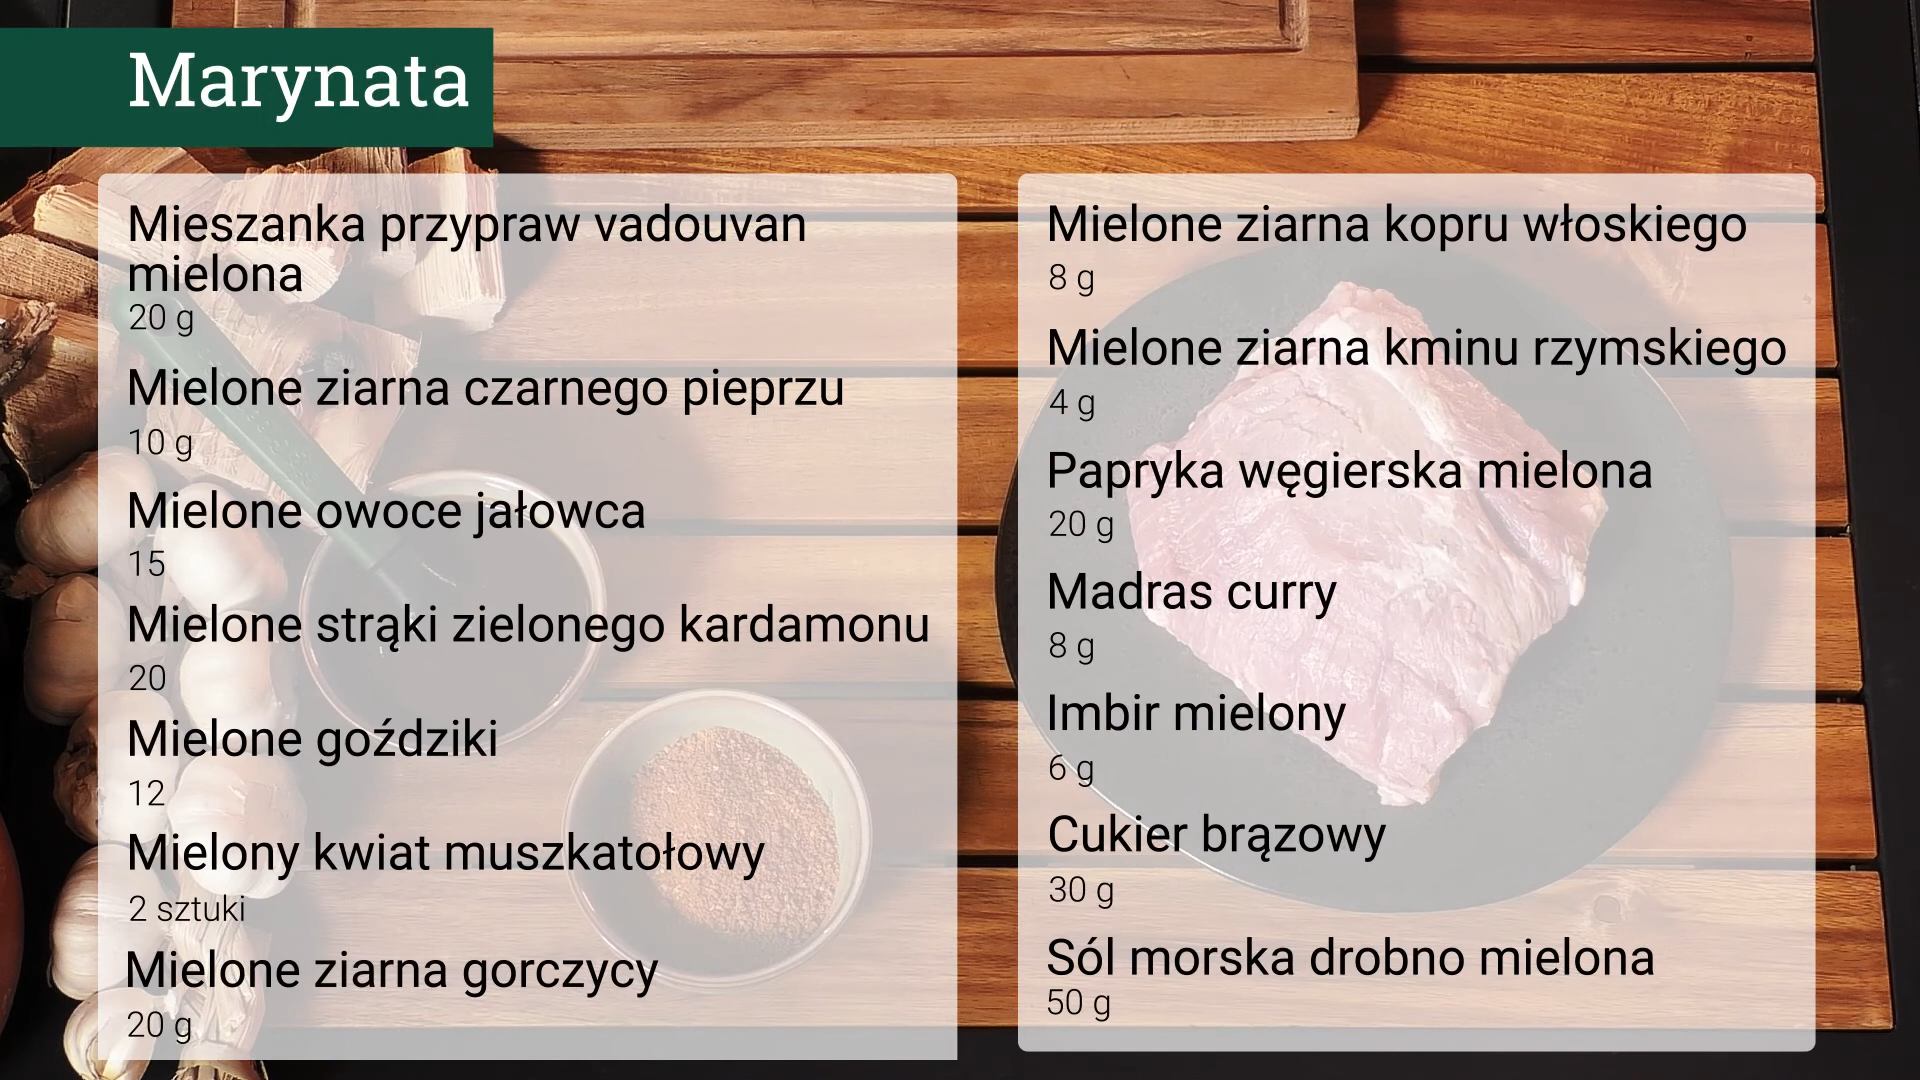 Marynata
Mieszanka przypraw vadouvan
mielona
20 g
Mielone ziarna czarnego pieprzu
10 g
Mielone owoce jałowca
15
Mielone strąki zielonego kardamonu
20
Mielone goździki
12
Mielony kwiat muszkatołowy
2 sztuki
Mielone ziarna gorczycy
20 g
Mielone ziarna kopru włoskiego
8 g
Mielone ziarna kminu rzymskiego
4 g
Papryka węgierska mielona
20 g
Madras curry
8 g
Imbir mielony
6 g
Cukier brązowy
30 g
Sól morska drobno mielona
50 g